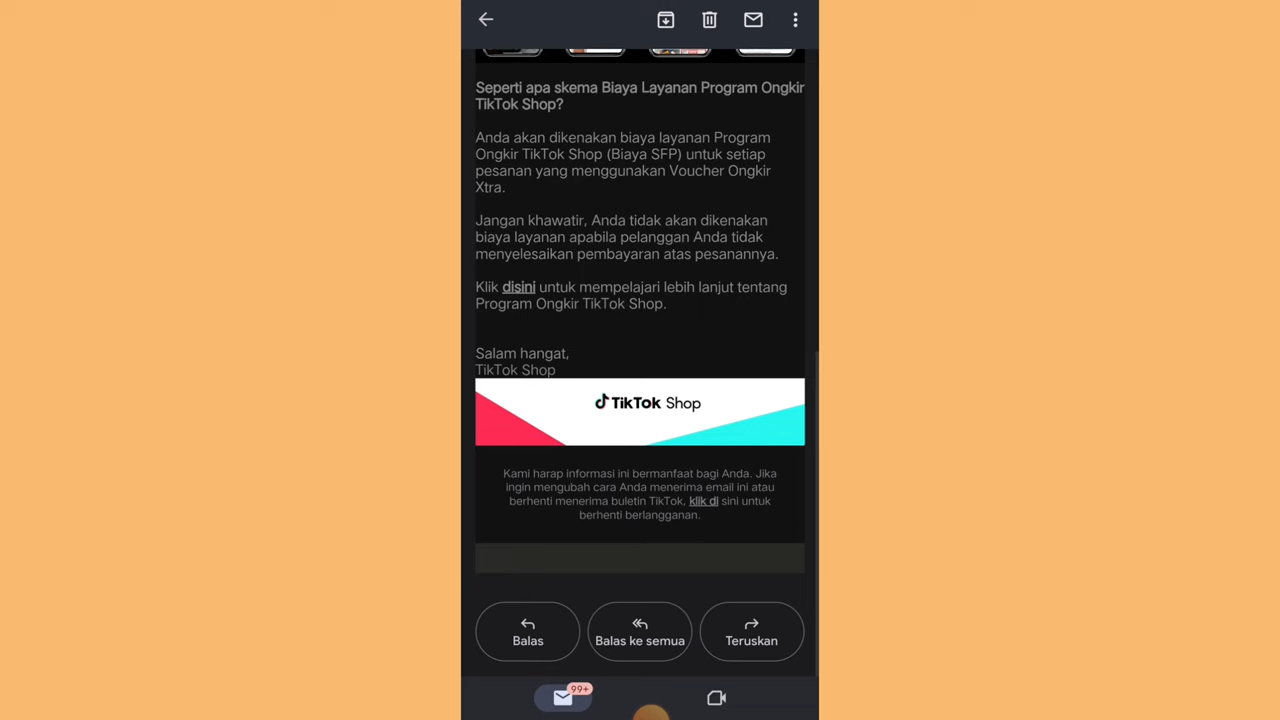 Seperti apa skema Biaya Layanan Program Ongkir
TikTok Shop?
Anda akan dikenakan biaya layanan Program
Ongkir TikTok Shop (Biaya SFP) untuk setiap
pesanan yang menggunakan Voucher Ongkir
Xtra.
Jangan khawatir, Anda tidak akan dikenakan
biaya layanan apabila pelanggan Anda tidak
menyelesaikan pembayaran atas pesanannya.
Klik disini untuk mempelajari lebih lanjut tentang
Program Ongkir TikTok Shop.
Salam hangat,
TikTok Shop
TikTok Shop
Kami harap informasi ini bermanfaat bagi Anda. Jika
ingin mengubah cara Anda menerima email ini atau
berhenti menerima buletin TikTok, klik di sini untuk
berhenti berlangganan.
Balas
Balas ke semua
Teruskan
99+